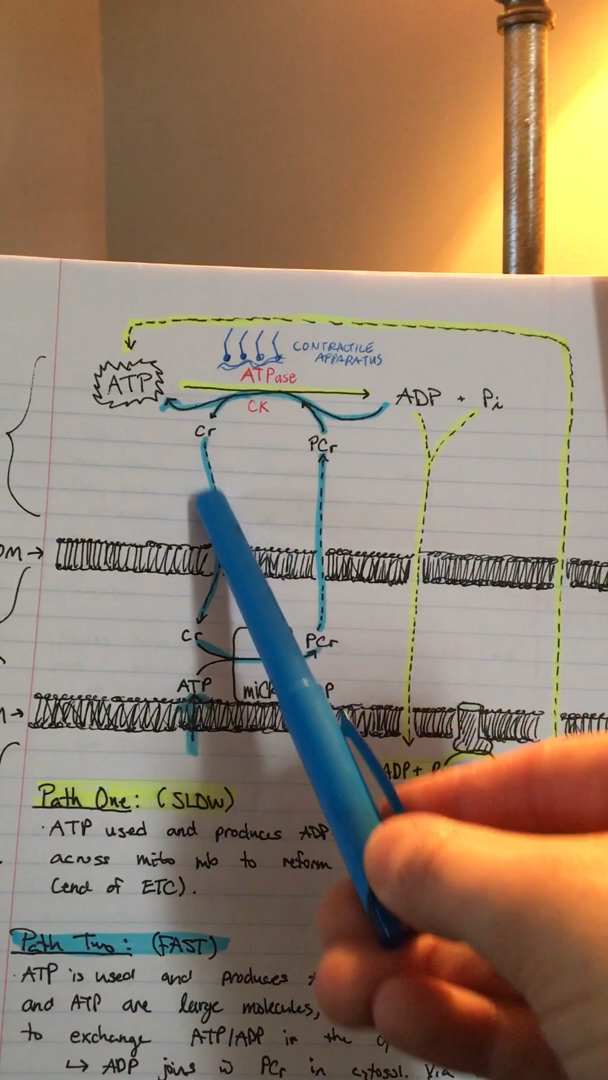 CONTRACTILE
APPARATUS
ATPase
ATP
ADP + Pi
CK
Cr
PCr
OM →
Cr
PCr
ATP
miCK
ADP +
Path One: (SLOW)
· ATP used and produces ADP
across mito mb to reform
(end of ETC).
Path Two: (FAST)
· ATP is used and produces
and ATP are large molecules,
to exchange ATP/ADP in the
↳ ADP joins w PCr in cytosol. Via